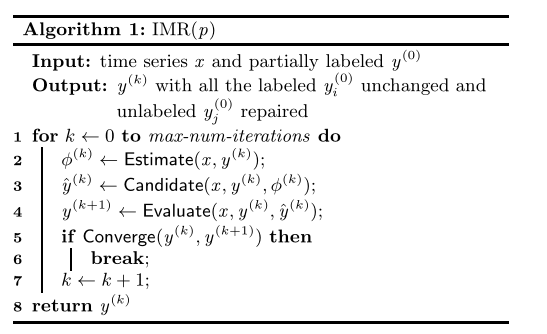 Algorithm 1: IMR(p)
Input: time series x and partially labeled y^(0)
Output: y^(k) with all the labeled y_i^(0) unchanged and
unlabeled y_j^(0) repaired
1 for k ← 0 to max-num-iterations do
2 ϕ^(k) ← Estimate(x, y^(k));
3 ŷ^(k) ← Candidate(x, y^(k), ϕ^(k));
4 y^(k+1) ← Evaluate(x, y^(k), ŷ^(k));
5 if Converge(y^(k), y^(k+1)) then
6 break;
7 k ← k + 1;
8 return y^(k)